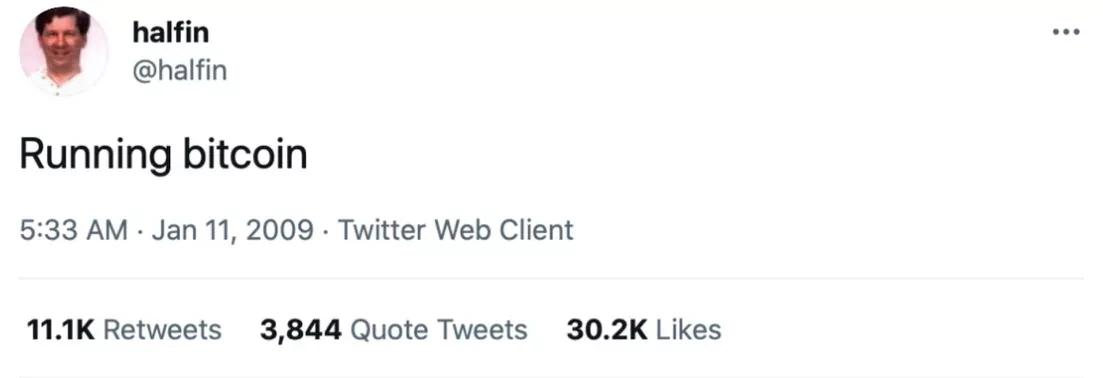 halfin
@halfin
Running bitcoin
5:33 AM · Jan 11, 2009 · Twitter Web Client
11.1K Retweets 3,844 Quote Tweets 30.2K Likes